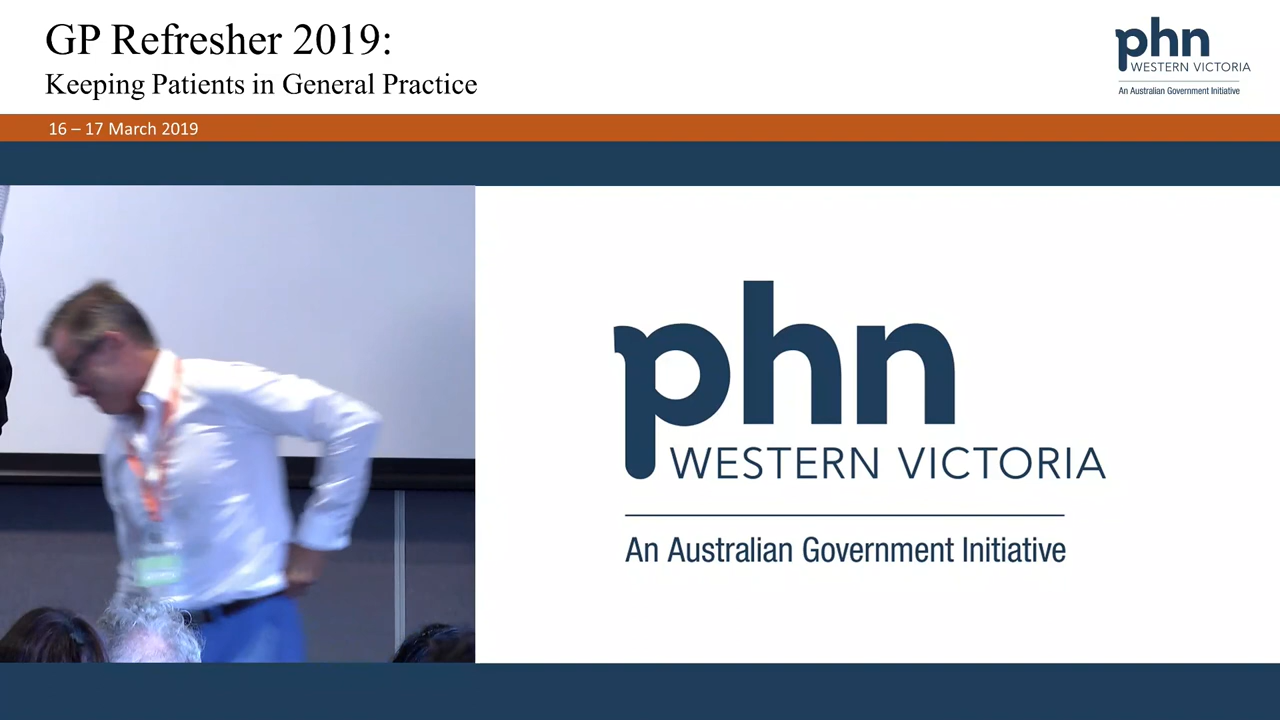 GP Refresher 2019:
Keeping Patients in General Practice
phn
WESTERN VICTORIA
An Australian Government Initiative
16 – 17 March 2019
phn
WESTERN VICTORIA
An Australian Government Initiative